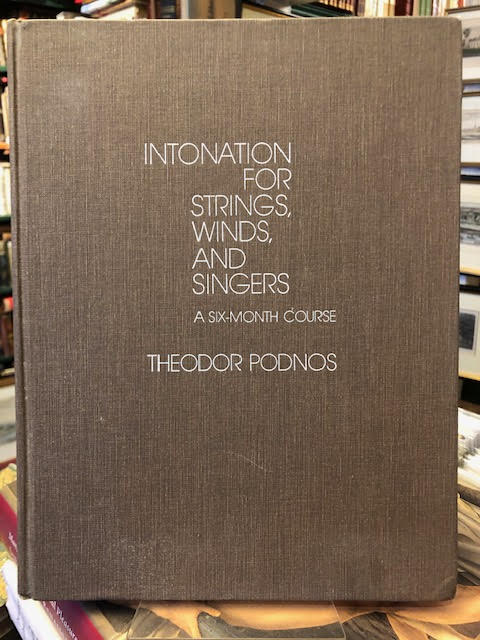 INTONATION
FOR
STRINGS,
WINDS,
AND
SINGERS
A SIX-MONTH COURSE
THEODOR PODNOS